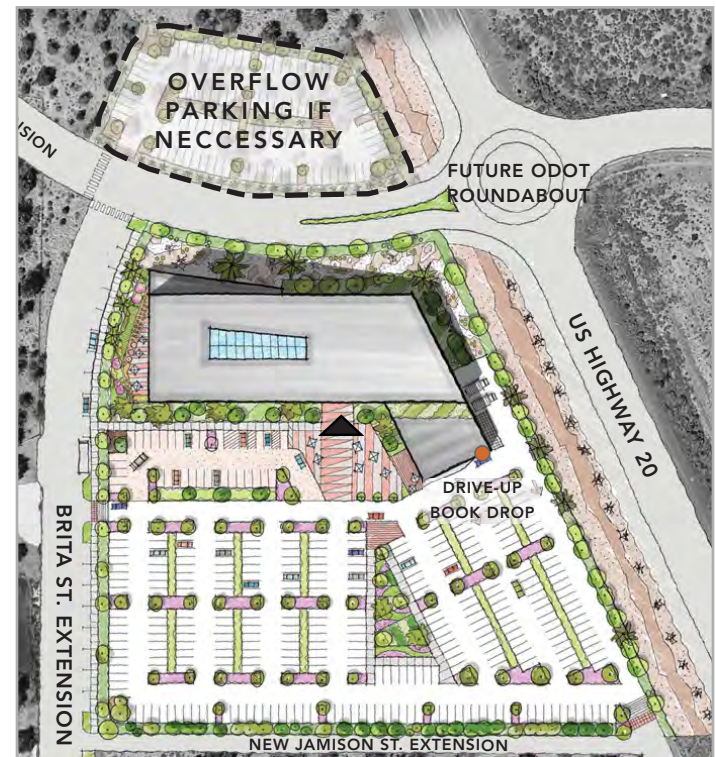 OVERFLOW
PARKING IF
NECCESSARY
ISION
FUTURE ODOT
ROUNDABOUT
US HIGHWAY 20
DRIVE-UP
BOOK DROP
BRITA ST. EXTENSION
NEW JAMISON ST. EXTENSION